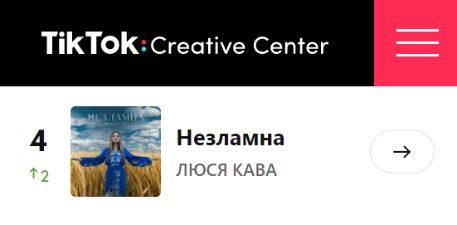 TikTok: Creative Center
4
Незламна
НЕЗЛАМНА
↑2
ЛЮСЯ КАВА